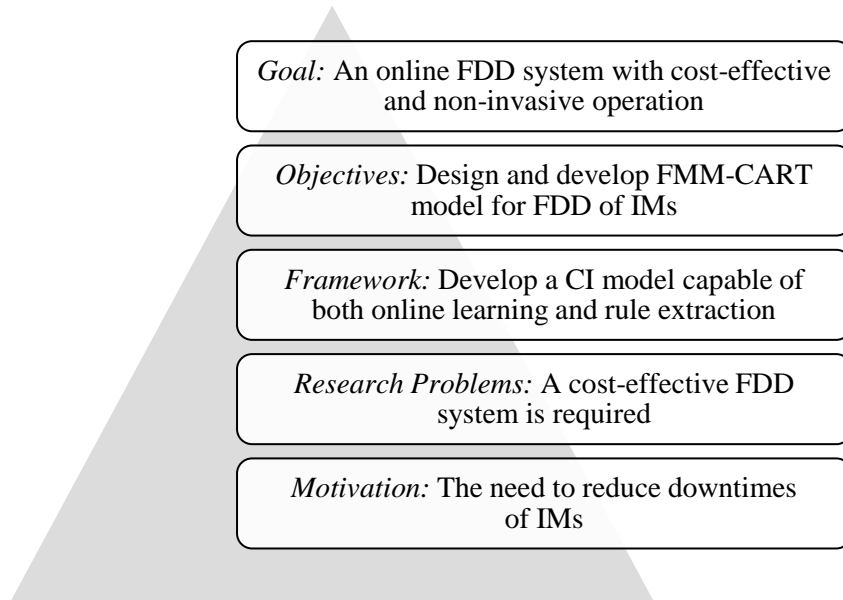 Goal: An online FDD system with cost-effective
and non-invasive operation
Objectives: Design and develop FMM-CART
model for FDD of IMs
Framework: Develop a CI model capable of
both online learning and rule extraction
Research Problems: A cost-effective FDD
system is required
Motivation: The need to reduce downtimes
of IMs